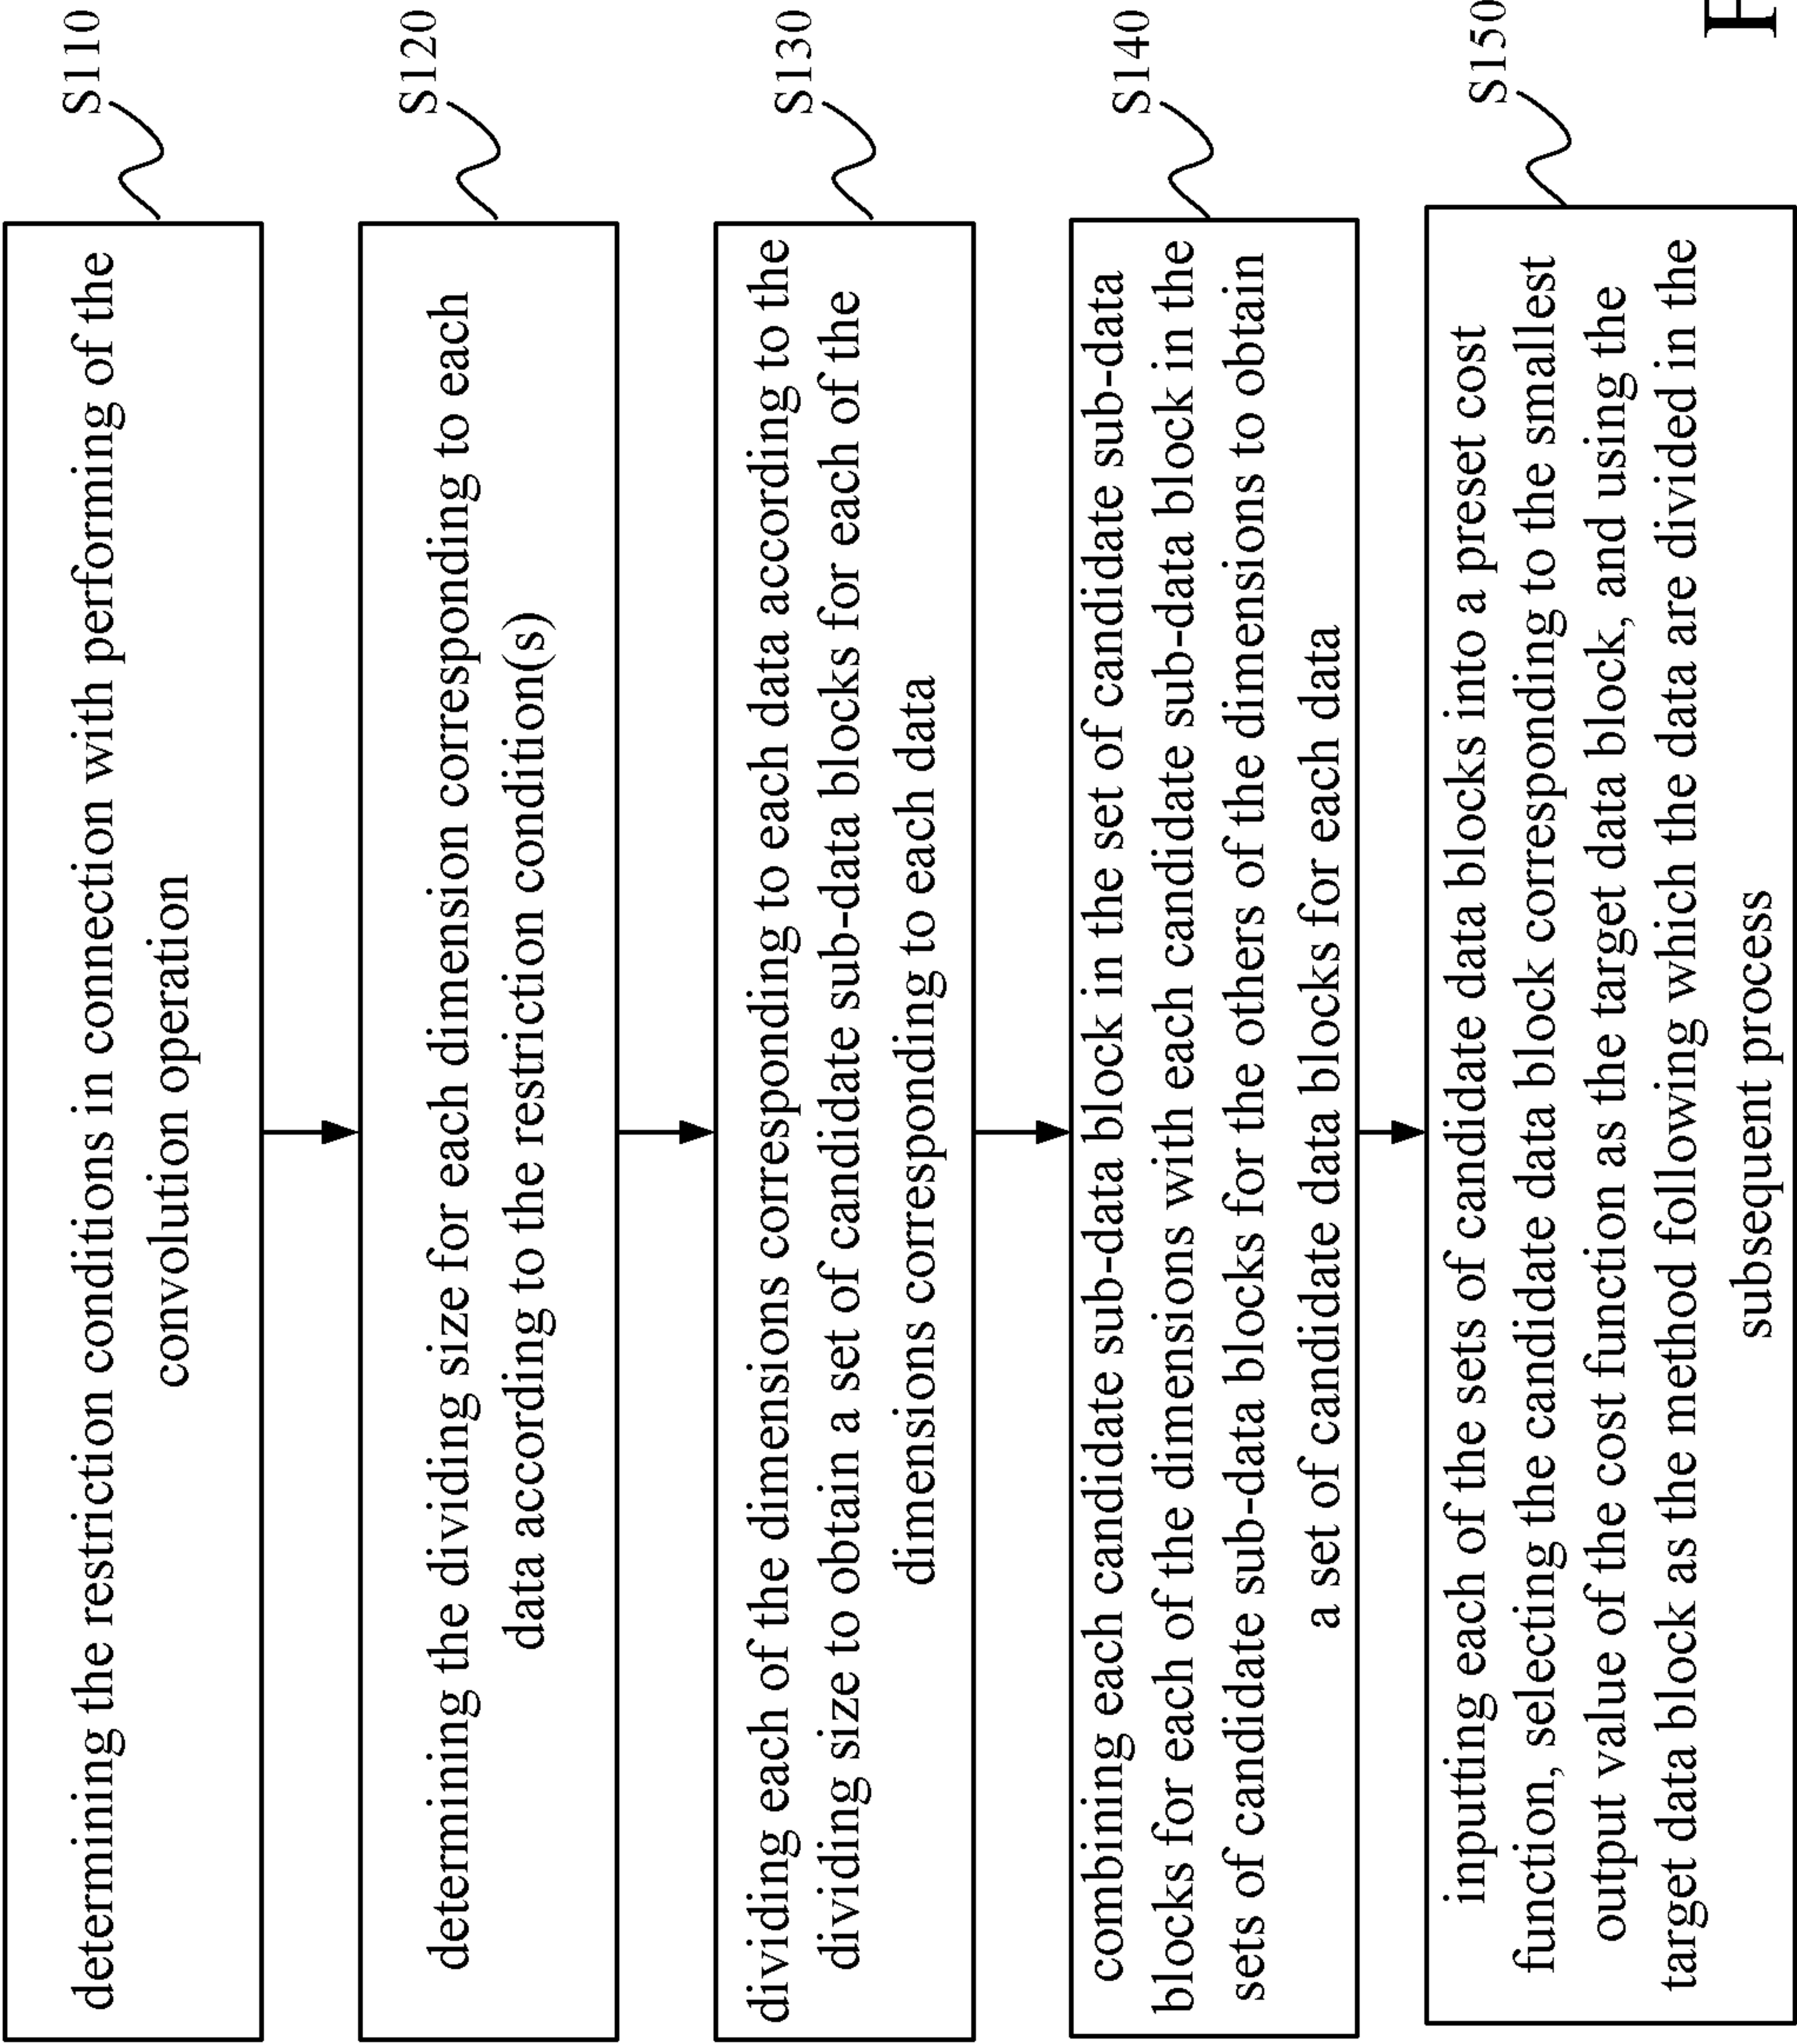 determining the restriction conditions in connection with performing of the
convolution operation
S110
determining the dividing size for each dimension corresponding to each
data according to the restriction condition(s)
S120
dividing each of the dimensions corresponding to each data according to the
dividing size to obtain a set of candidate sub-data blocks for each of the
dimensions corresponding to each data
S130
combining each candidate sub-data block in the set of candidate sub-data
blocks for each of the dimensions with each candidate sub-data block in the
sets of candidate sub-data blocks for the others of the dimensions to obtain
a set of candidate data blocks for each data
S140
inputting each of the sets of candidate data blocks into a preset cost
function, selecting the candidate data block corresponding to the smallest
output value of the cost function as the target data block, and using the
target data block as the method following which the data are divided in the
subsequent process
S150